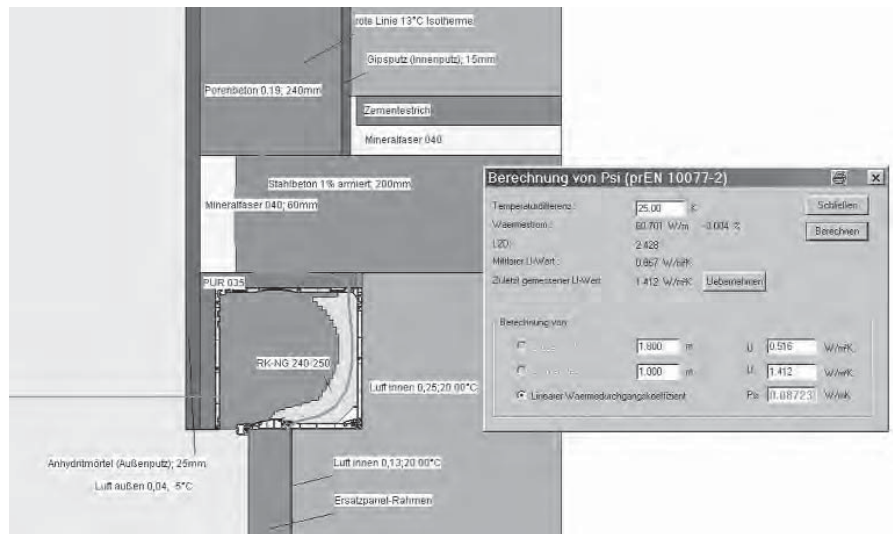 rote Linie 13°C Isotherme
Gipsputz (Innenputz); 15mm
Porenbeton 0.19; 240mm
Zementestrich
Mineralfaser 040
Stahlbeton 1% armiert; 200mm
Mineralfaser 040; 60mm
PUR 035
RK-NG 240-250
Luft innen 0,25;20.00°C
Anhydritmörtel (Außenputz); 25mm
Luft außen 0,04, -5°C
Luft innen 0,13;20.00°C
Ersatzpanel-Rahmen
Berechnung von Psi (prEN 10077-2)
Temperaturdifferenz: 25.00 K
Schließen
Waermestrom: 60.701 W/m -0.004 %
Berechnen
L2D: 2.428
Mittlerer U-Wert: 0.867 W/m²K
Zuletzt gemessener U-Wert 1.412 W/m²K Uebernehmen
Berechnung von
1.800 m U 0.516 W/m²K
1.000 m U 1.412 W/m²K
Linearer Waermedurchgangskoeffizient Psi 0.08723 W/mK